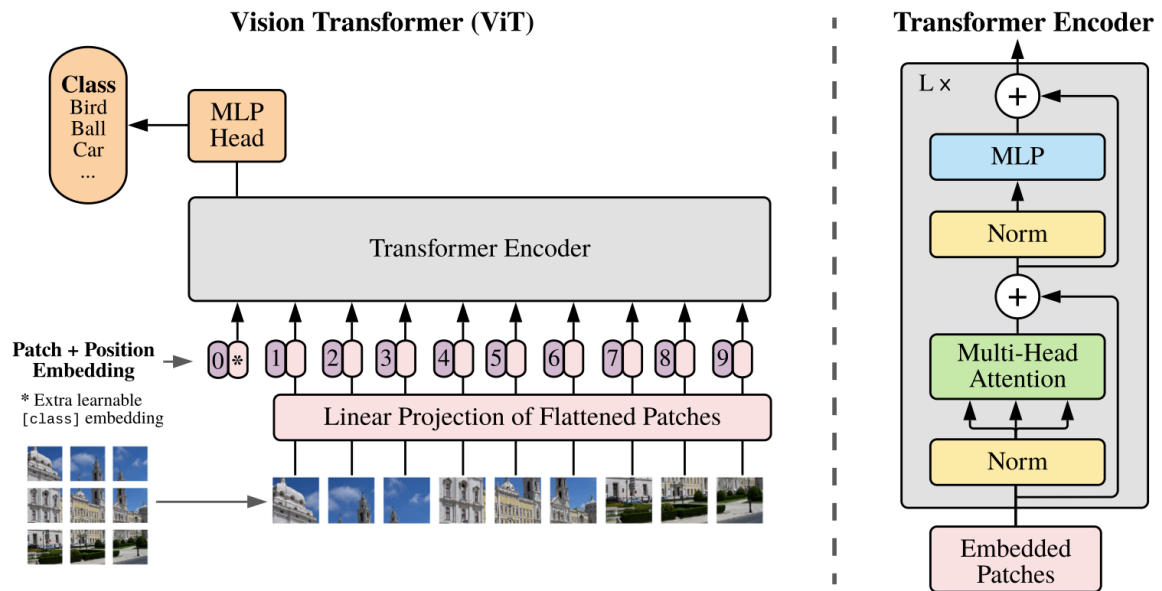 Vision Transformer (ViT)
Class
Bird
Ball
Car
...
MLP
Head
Transformer Encoder
Patch + Position
Embedding
0 * 1 2 3 4 5 6 7 8 9
* Extra learnable
[class] embedding
Linear Projection of Flattened Patches
Transformer Encoder
L ×
+
MLP
Norm
+
Multi-Head
Attention
Norm
Embedded
Patches